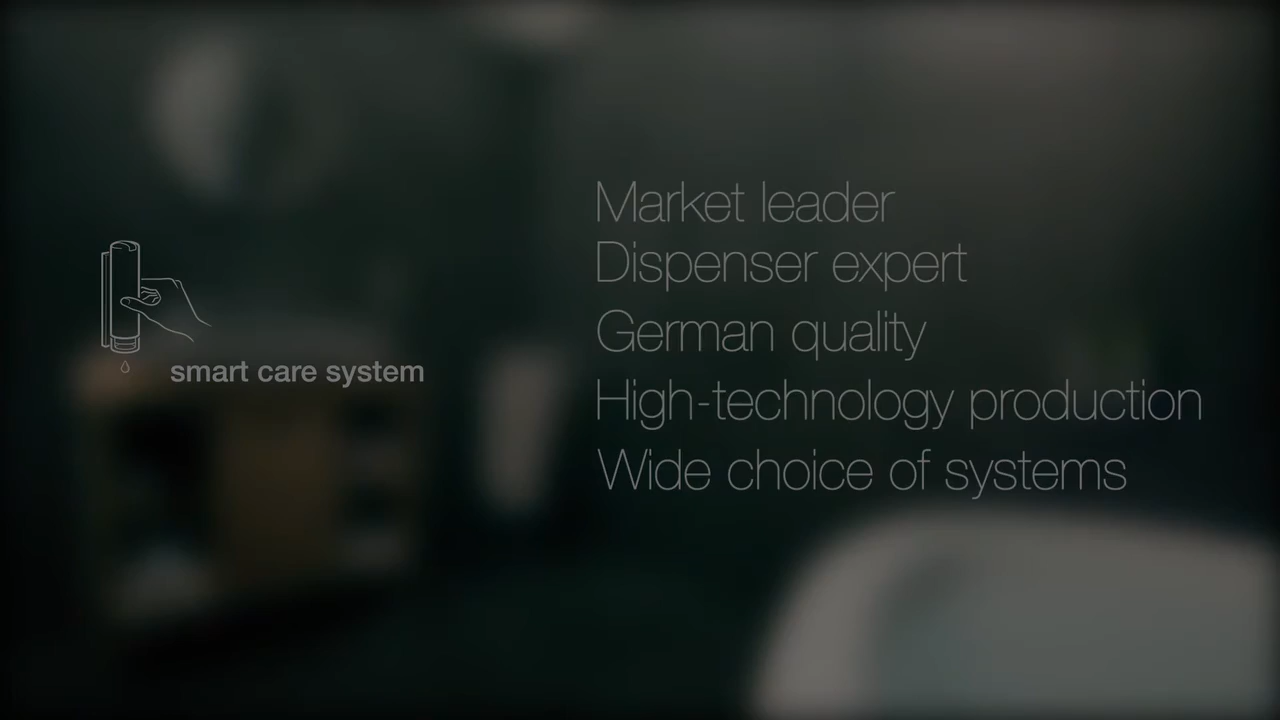 smart care system
Market leader
Dispenser expert
German quality
High-technology production
Wide choice of systems